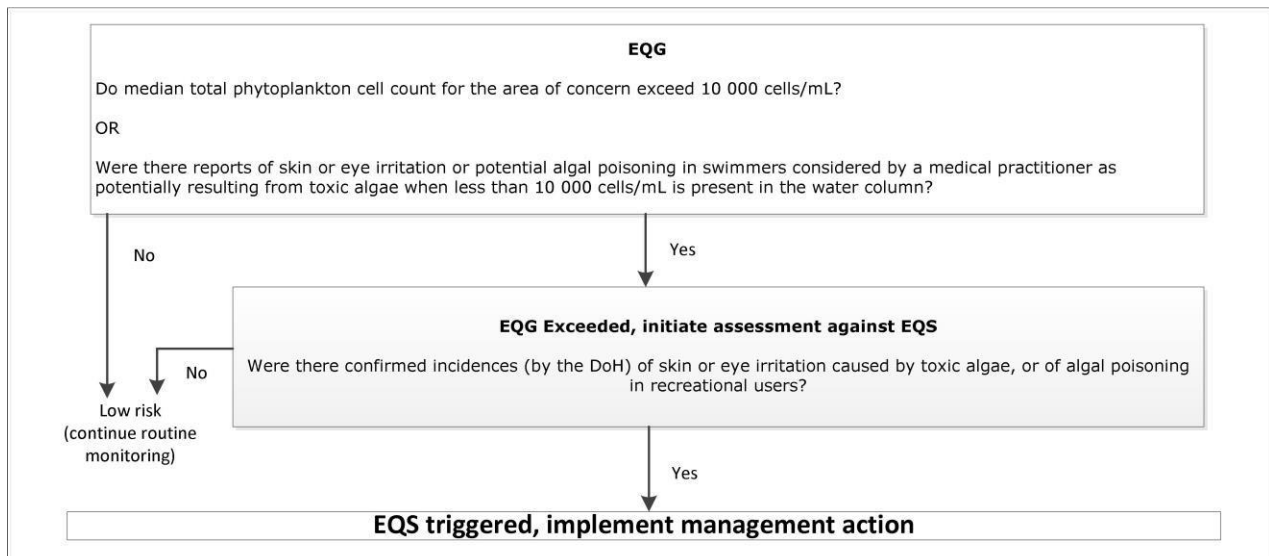 EQG
Do median total phytoplankton cell count for the area of concern exceed 10 000 cells/mL?
OR
Were there reports of skin or eye irritation or potential algal poisoning in swimmers considered by a medical practitioner as
potentially resulting from toxic algae when less than 10 000 cells/mL is present in the water column?
No
Yes
EQG Exceeded, initiate assessment against EQS
Were there confirmed incidences (by the DoH) of skin or eye irritation caused by toxic algae, or of algal poisoning
in recreational users?
No
Low risk
(continue routine
monitoring)
Yes
EQS triggered, implement management action